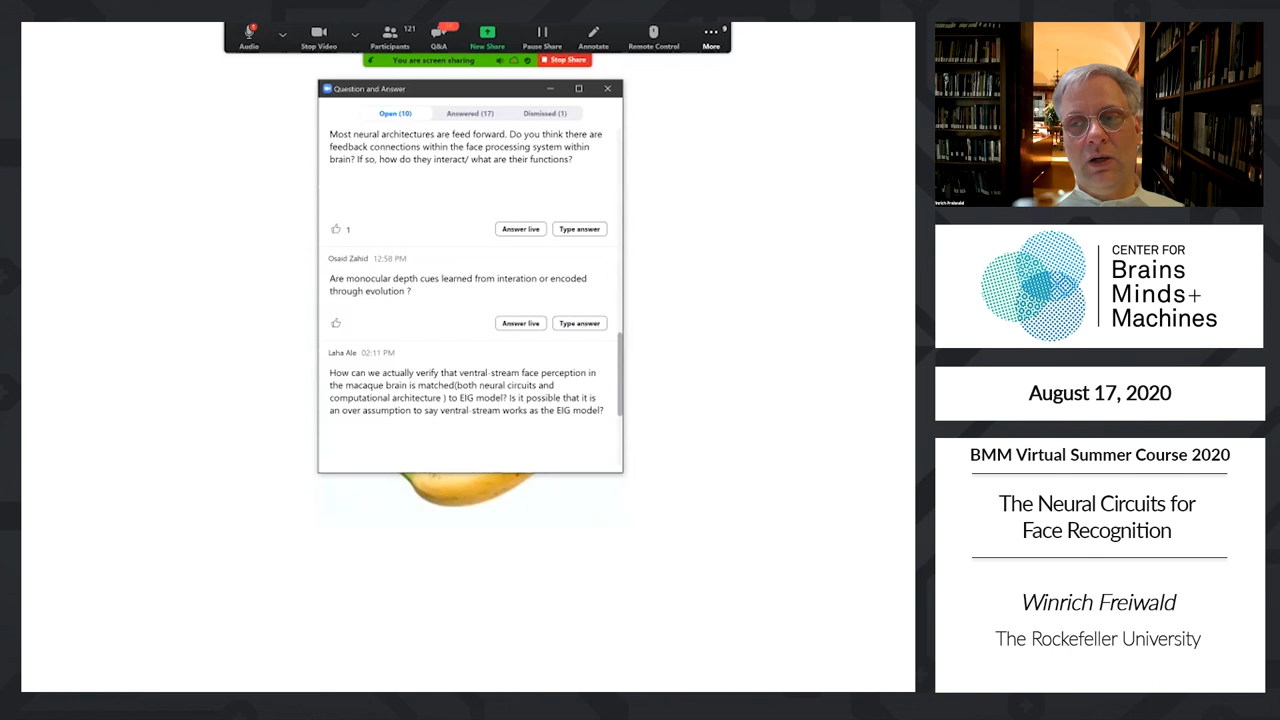 Audio
Stop Video
Participants
121
Q&A
New Share
Pause Share
Annotate
Remote Control
More
You are screen sharing
Stop Share
Question and Answer
Open (10)
Answered (17)
Dismissed (1)
Most neural architectures are feed forward. Do you think there are
feedback connections within the face processing system within
brain? If so, how do they interact/ what are their functions?
1
Answer live
Type answer
Osaid Zahid 12:58 PM
Are monocular depth cues learned from interation or encoded
through evolution ?
Answer live
Type answer
Laha Ale 02:11 PM
How can we actually verify that ventral-stream face perception in
the macaque brain is matched(both neural circuits and
computational architecture ) to EIG model? Is it possible that it is
an over assumption to say ventral-stream works as the EIG model?
Winrich Freiwald
CENTER FOR
Brains
Minds+
Machines
August 17, 2020
BMM Virtual Summer Course 2020
The Neural Circuits for
Face Recognition
Winrich Freiwald
The Rockefeller University